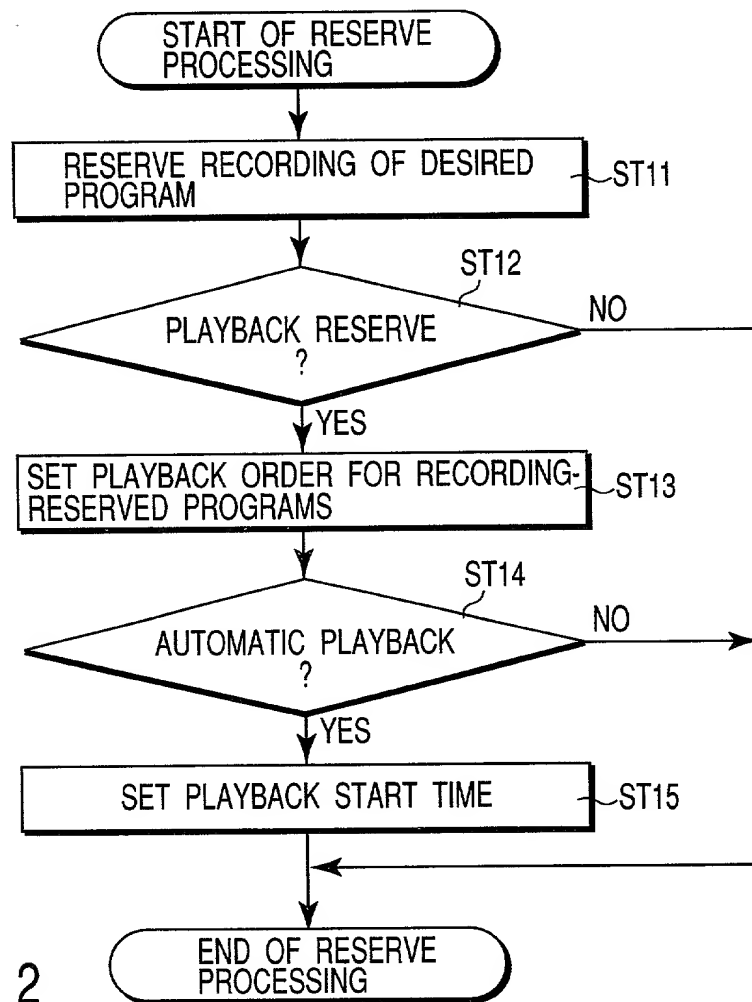 START OF RESERVE
PROCESSING
RESERVE RECORDING OF DESIRED
PROGRAM
ST11
ST12
PLAYBACK RESERVE
?
NO
YES
SET PLAYBACK ORDER FOR RECORDING-
RESERVED PROGRAMS
ST13
ST14
AUTOMATIC PLAYBACK
?
NO
YES
SET PLAYBACK START TIME
ST15
END OF RESERVE
PROCESSING
2